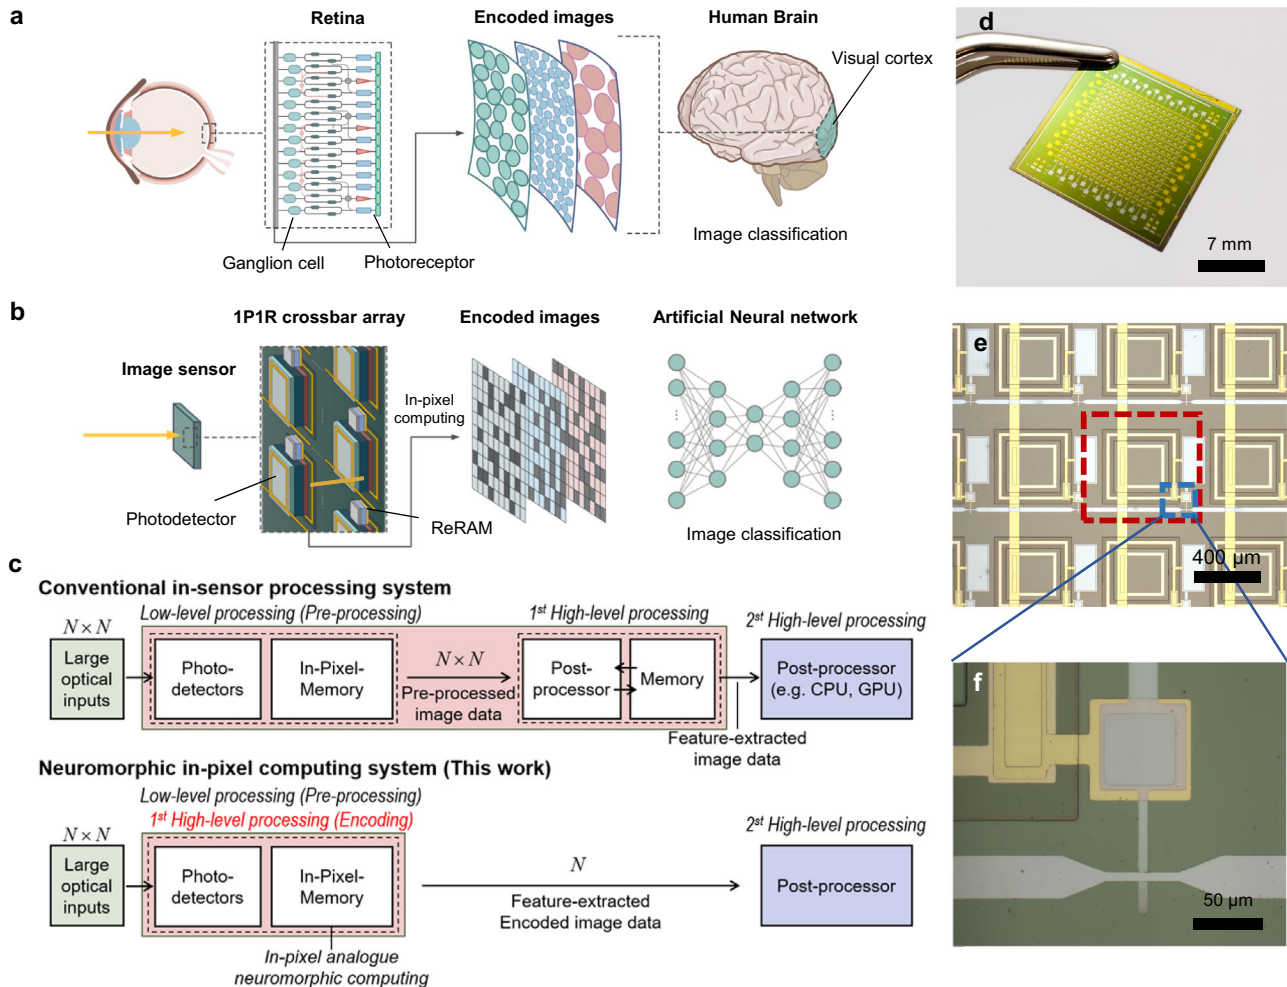 a
Retina
Encoded images
Human Brain
Visual cortex
Ganglion cell
Photoreceptor
Image classification
b
1P1R crossbar array
Encoded images
Artificial Neural network
Image sensor
In-pixel
computing
Photodetector
ReRAM
Image classification
c
Conventional in-sensor processing system
Low-level processing (Pre-processing)
1st High-level processing
2st High-level processing
N × N
Large
optical
inputs
Photo-
detectors
In-Pixel-
Memory
N × N
Pre-processed
image data
Post-
processor
Memory
Post-processor
(e.g. CPU, GPU)
Feature-extracted
image data
Neuromorphic in-pixel computing system (This work)
Low-level processing (Pre-processing)
1st High-level processing (Encoding)
2st High-level processing
N × N
Large
optical
inputs
Photo-
detectors
In-Pixel-
Memory
N
Feature-extracted
Encoded image data
Post-processor
In-pixel analogue
neuromorphic computing
d
7 mm
e
400 µm
f
50 µm